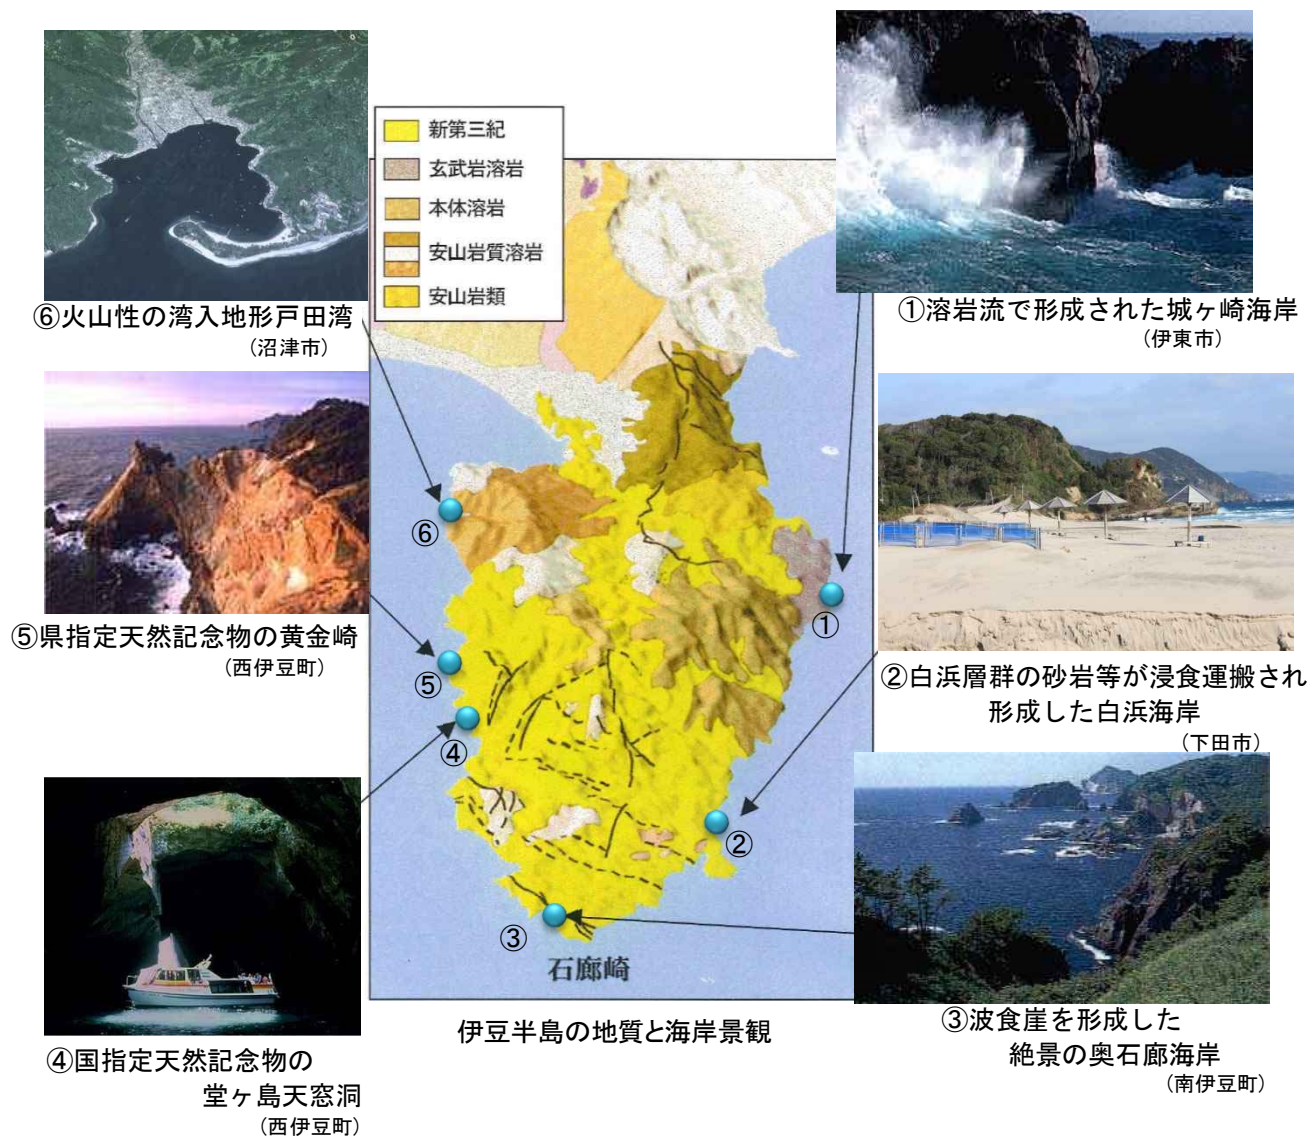 新第三紀
玄武岩溶岩
本体溶岩
安山岩質溶岩
安山岩類
⑥火山性の湾入地形戸田湾
（沼津市）
①溶岩流で形成された城ヶ崎海岸
（伊東市）
⑤県指定天然記念物の黄金崎
（西伊豆町）
②白浜層群の砂岩等が浸食運搬され
形成した白浜海岸
（下田市）
④国指定天然記念物の
堂ヶ島天窓洞
（西伊豆町）
③波食崖を形成した
絶景の奥石廊海岸
（南伊豆町）
⑥
①
⑤
④
②
③
石廊崎
伊豆半島の地質と海岸景観